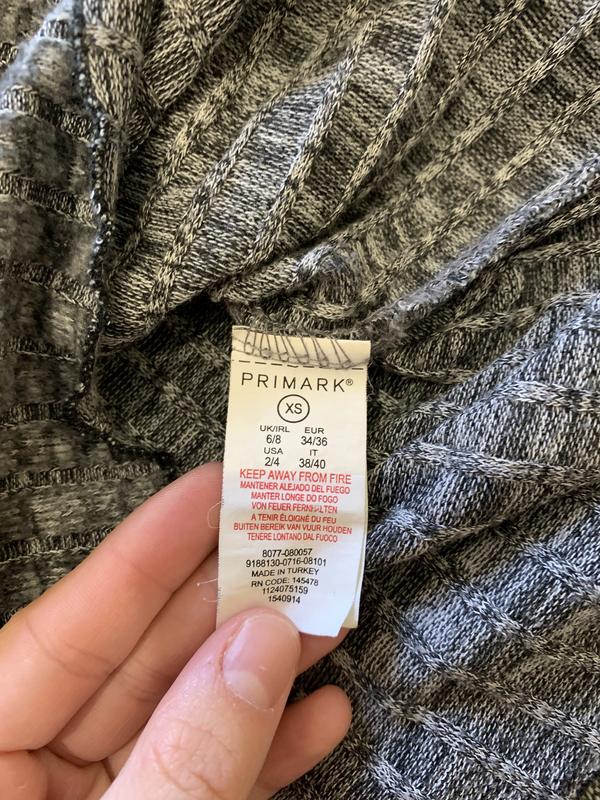 PRIMARK®
XS
UK/IRL EUR
6/8 34/36
USA IT
2/4 38/40
KEEP AWAY FROM FIRE
MANTENER ALEJADO DEL FUEGO
MANTER LONGE DO FOGO
VON FEUER FERNHALTEN
A TENIR ÉLOIGNÉ DU FEU
BUITEN BEREIK VAN VUUR HOUDEN
TENERE LONTANO DAL FUOCO
8077-080057
9188130-0716-08101
MADE IN TURKEY
RN CODE: 145478
1124075159
1540914